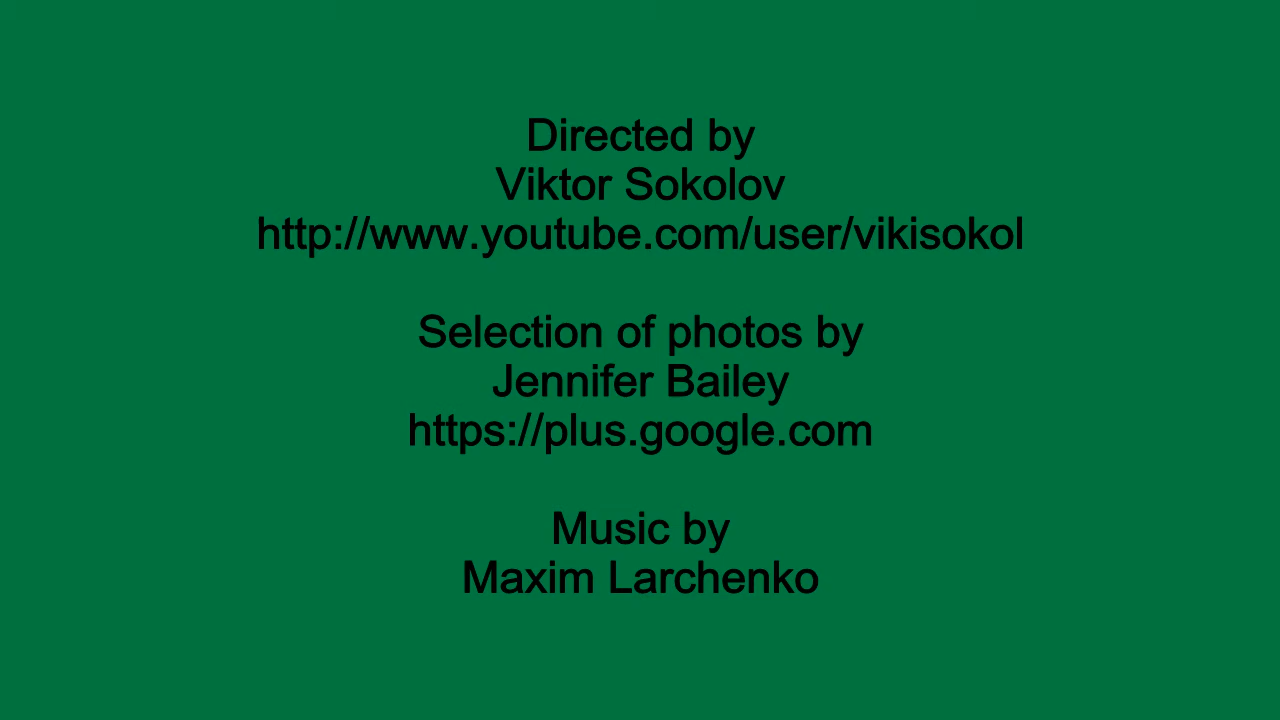 Directed by
Viktor Sokolov
http://www.youtube.com/user/vikisokol
Selection of photos by
Jennifer Bailey
https://plus.google.com
Music by
Maxim Larchenko